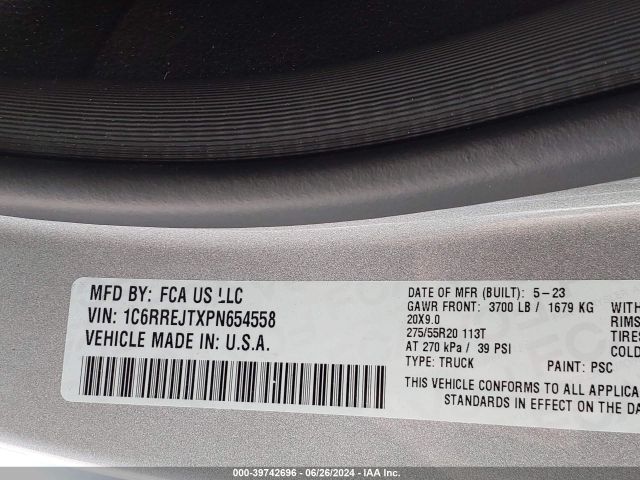 MFD BY: FCA US LLC
VIN: 1C6RREJTXPN654558
VEHICLE MADE IN: U.S.A.
DATE OF MFR (BUILT): 5-23
GAWR FRONT: 3700 LB / 1679 KG
20X9.0
275/55R20 113T
AT 270 kPa / 39 PSI
TYPE: TRUCK PAINT: PSC
THIS VEHICLE CONFORMS TO ALL APPLICA
STANDARDS IN EFFECT ON THE DA
WI
RIMS
TIRES
COLD
000-39742696 / 06/26/2024 / IAA Inc.